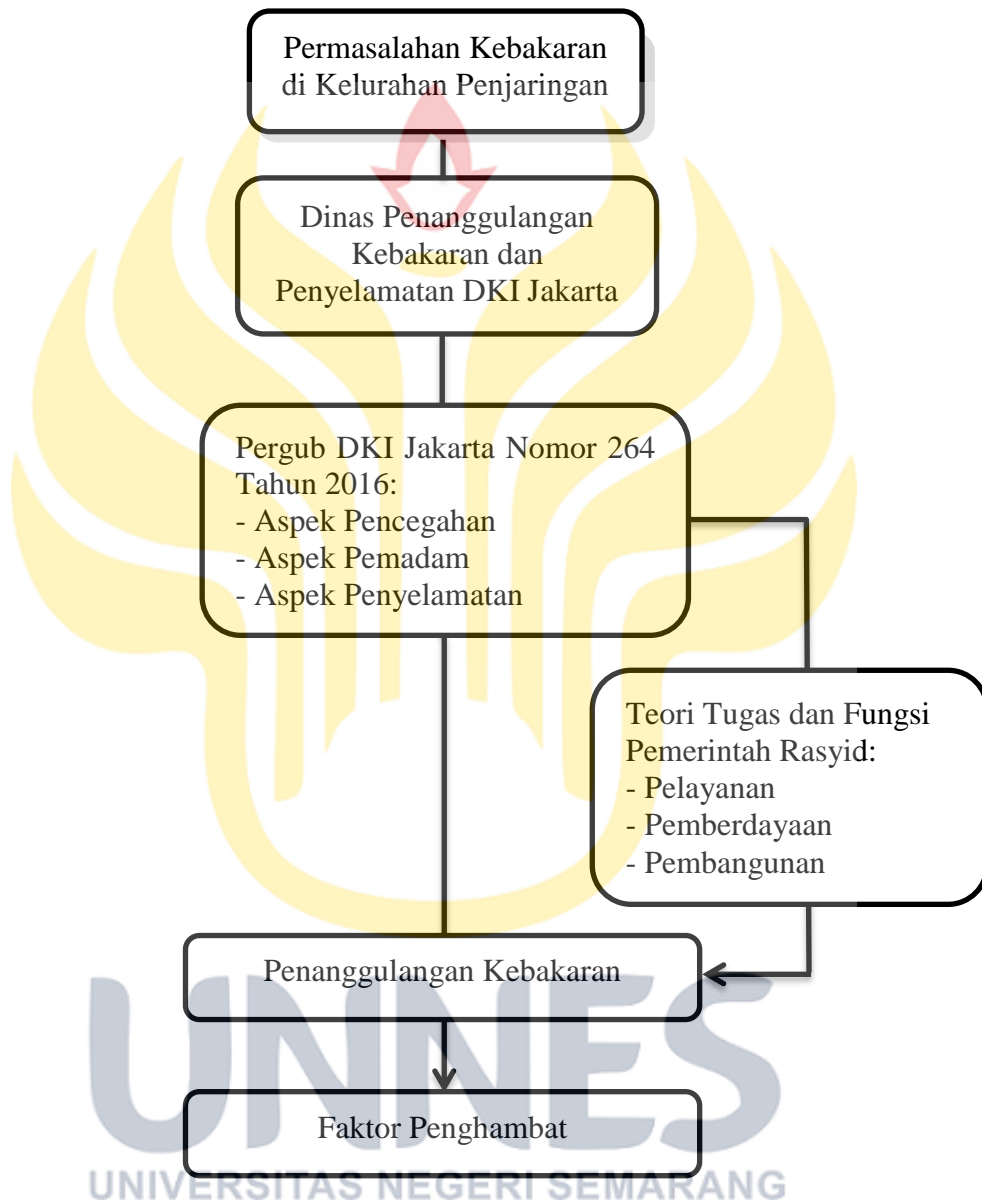 Permasalahan Kebakaran
di Kelurahan Penjaringan
Dinas Penanggulangan
Kebakaran dan
Penyelamatan DKI Jakarta
Pergub DKI Jakarta Nomor 264
Tahun 2016:
- Aspek Pencegahan
- Aspek Pemadam
- Aspek Penyelamatan
Teori Tugas dan Fungsi
Pemerintah Rasyid:
- Pelayanan
- Pemberdayaan
- Pembangunan
Penanggulangan Kebakaran
Faktor Penghambat
UNNES
UNIVERSITAS NEGERI SEMARANG